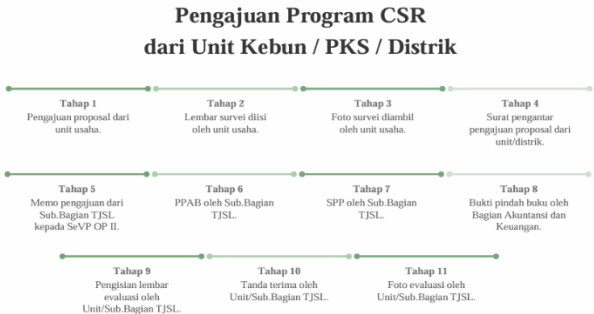 Pengajuan Program CSR
dari Unit Kebun / PKS / Distrik
Tahap 1
Pengajuan proposal dari
unit usaha.
Tahap 2
Lembar survei diisi
oleh unit usaha.
Tahap 3
Foto survei diambil
oleh unit usaha.
Tahap 4
Surat pengantar
pengajuan proposal dari
unit/distrik.
Tahap 5
Memo pengajuan dari
Sub.Bagian TJSL
kepada SeVP OP II.
Tahap 6
PPAB oleh Sub.Bagian
TJSL.
Tahap 7
SPP oleh Sub.Bagian
TJSL.
Tahap 8
Bukti pindah buku oleh
Bagian Akuntansi dan
Keuangan.
Tahap 9
Pengisian lembar
evaluasi oleh
Unit/Sub.Bagian TJSL.
Tahap 10
Tanda terima oleh
Unit/Sub.Bagian TJSL.
Tahap 11
Foto evaluasi oleh
Unit/Sub.Bagian TJSL.